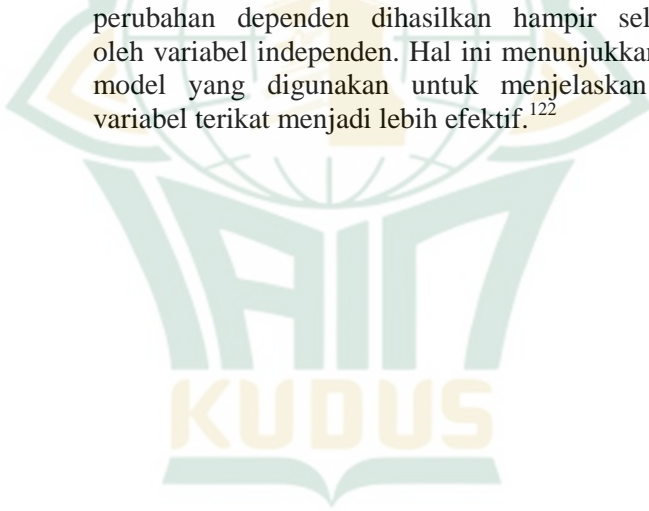 perubahan dependen dihasilkan hampir sel
oleh variabel independen. Hal ini menunjukkan
model yang digunakan untuk menjelaskan
variabel terikat menjadi lebih efektif.¹²²
IAIN
KUDUS